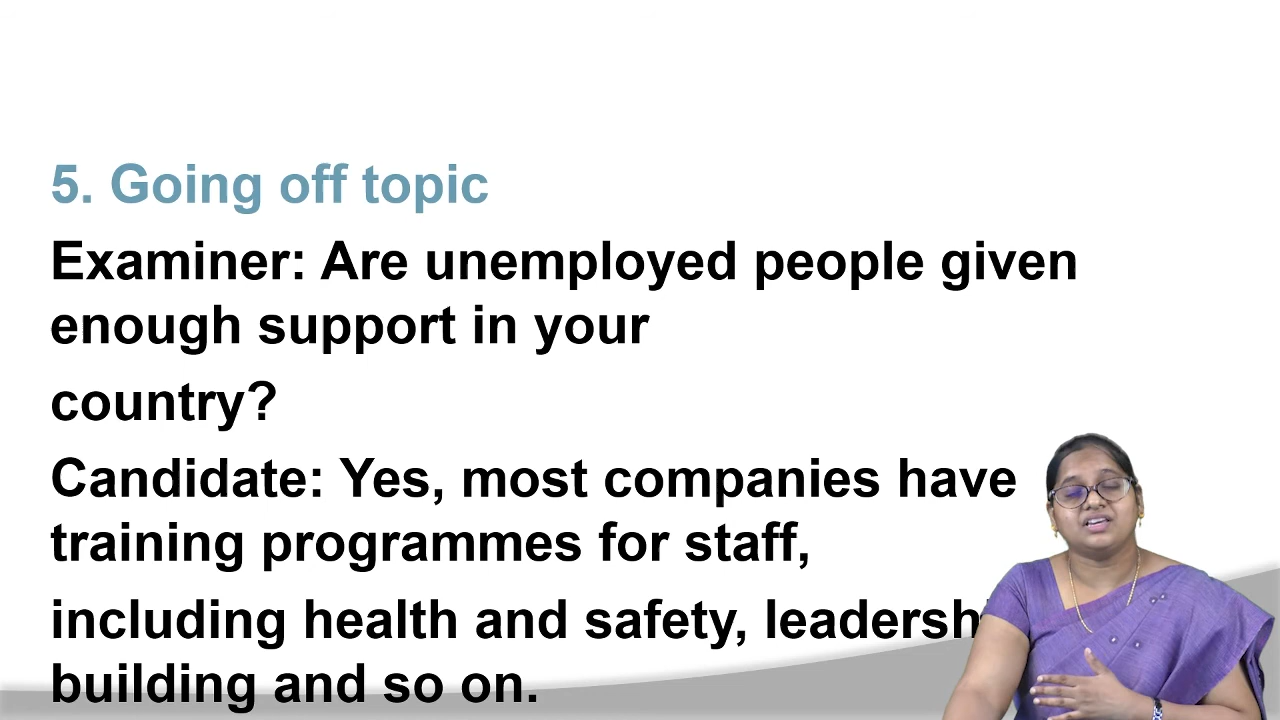 5. Going off topic
Examiner: Are unemployed people given
enough support in your
country?
Candidate: Yes, most companies have
training programmes for staff,
including health and safety,
building and so on.